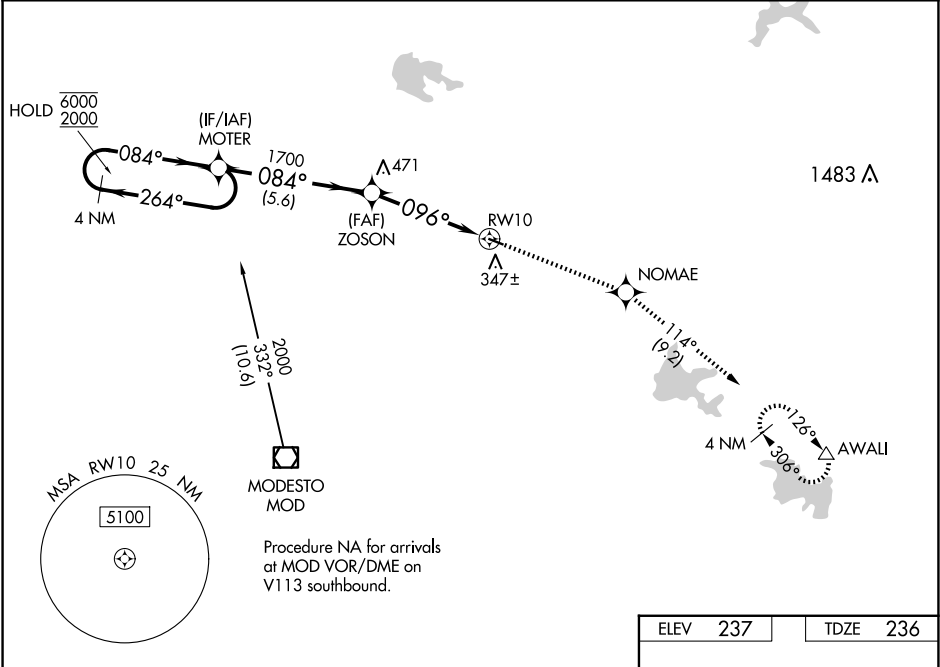 HOLD 6000
2000
(IF/IAF)
MOTER
084°
264°
4 NM
1700
084°
(5.6)
471
(FAF)
ZOSON
096°
RW10
347±
1483
NOMAE
114°
(9.2)
2000
332°
(10.6)
MODESTO
MOD
4 NM
126°
306°
AWALI
MSA RW10 25 NM
5100
Procedure NA for arrivals
at MOD VOR/DME on
V113 southbound.
ELEV 237
TDZE 236